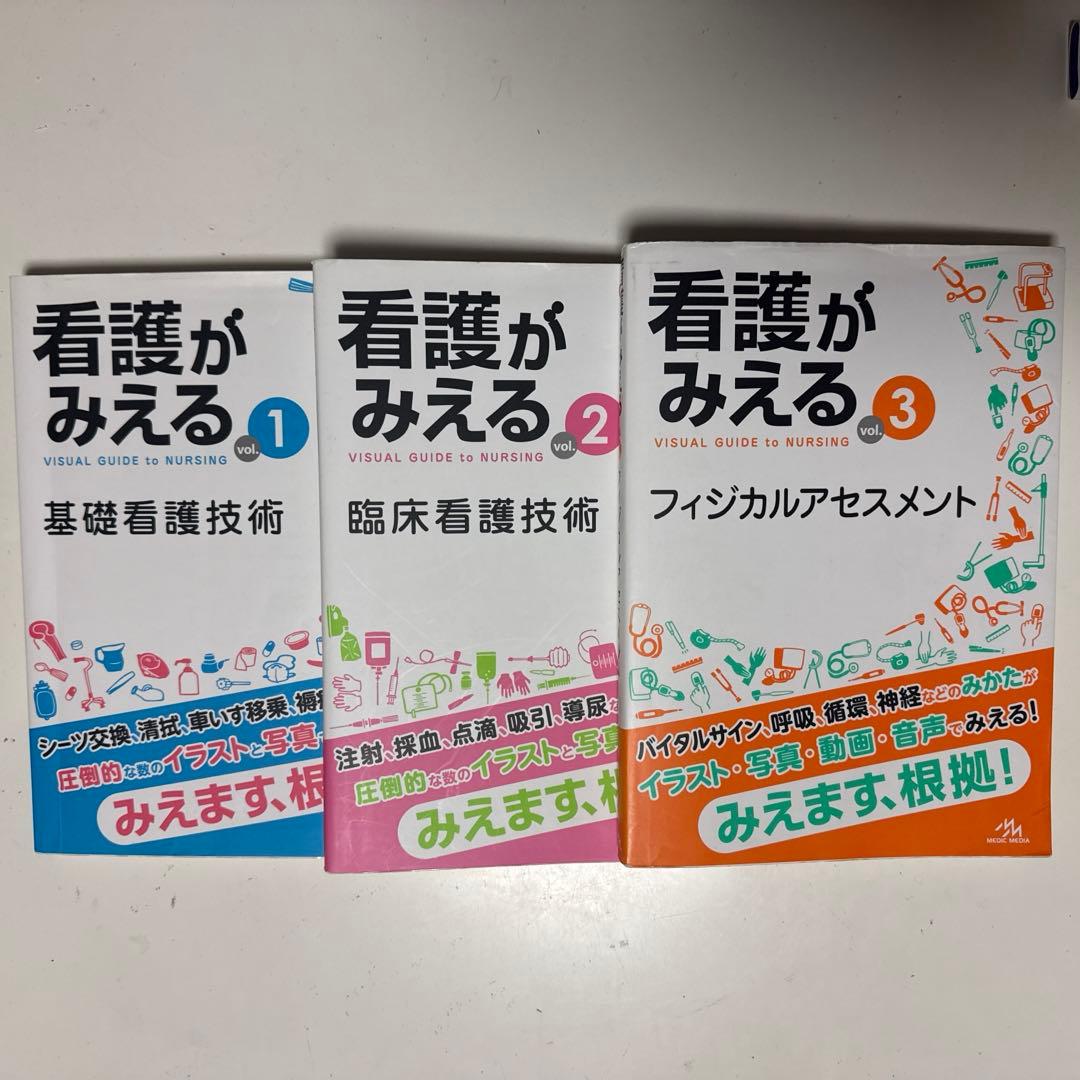 看護が
みえる
vol. 1
VISUAL GUIDE to NURSING
基礎看護技術
シーツ交換、清拭、車いす移乗、褥
圧倒的な数のイラストと写真
みえます、根
看護が
みえる
vol. 2
VISUAL GUIDE to NURSING
臨床看護技術
注射、採血、点滴、吸引、導尿
圧倒的な数のイラストと写真
みえます、根
看護が
みえる
vol. 3
VISUAL GUIDE to NURSING
フィジカルアセスメント
バイタルサイン、呼吸、循環、神経などのみかたが
イラスト・写真・動画・音声でみえる!
みえます、根拠!
MEDIC MEDIA